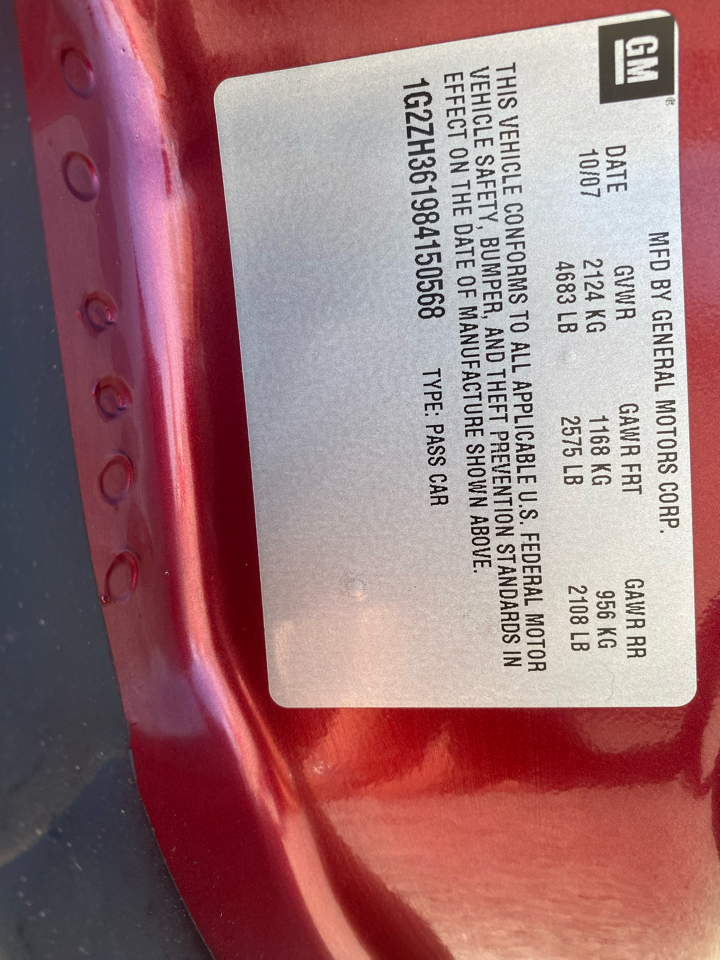 GM
MFD BY GENERAL MOTORS CORP.
DATE GVWR GAWR FRT GAWR RR
10/07 2124 KG 1168 KG 956 KG
4683 LB 2575 LB 2108 LB
THIS VEHICLE CONFORMS TO ALL APPLICABLE U.S. FEDERAL MOTOR
VEHICLE SAFETY, BUMPER, AND THEFT PREVENTION STANDARDS IN
EFFECT ON THE DATE OF MANUFACTURE SHOWN ABOVE.
1G2ZH361984150568 TYPE: PASS CAR